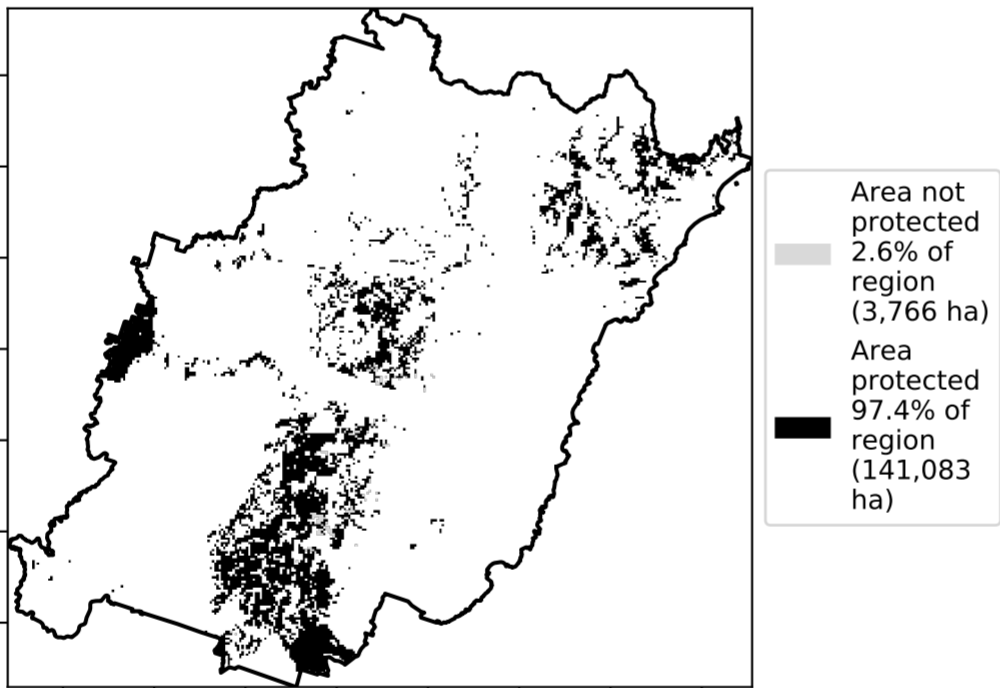 Area not
protected
2.6% of
region
(3,766 ha)
Area
protected
97.4% of
region
(141,083
ha)